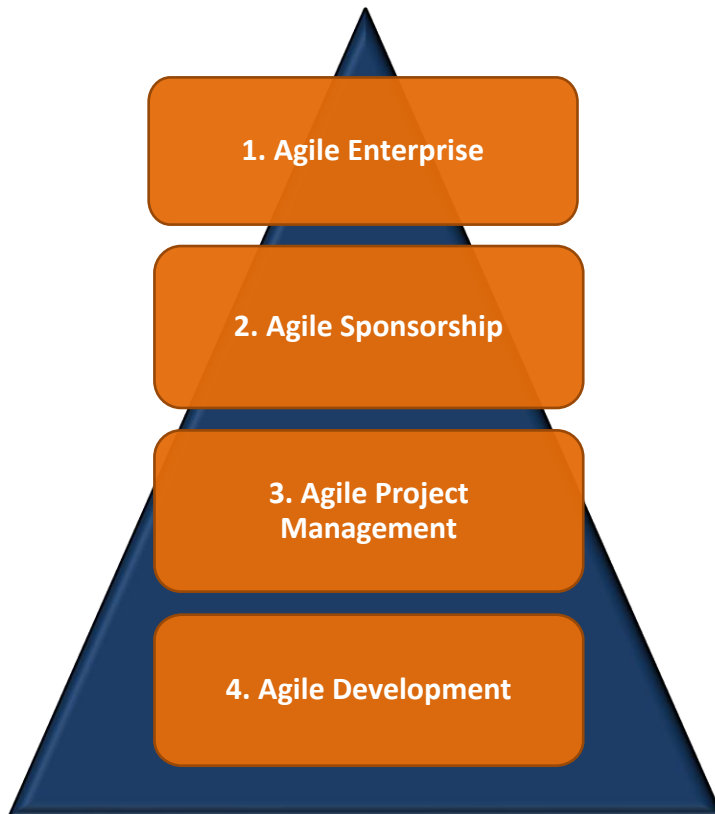 1. Agile Enterprise
2. Agile Sponsorship
3. Agile Project
Management
4. Agile Development